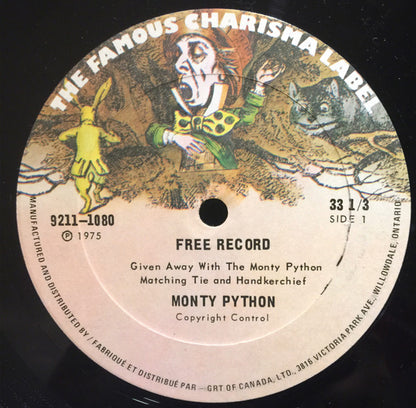 THE FAMOUS CHARISMA LABEL
9211—1080
℗ 1975
33 1/3
SIDE 1
FREE RECORD
Given Away With The Monty Python
Matching Tie and Handkerchief
MONTY PYTHON
Copyright Control
MANUFACTURED AND DISTRIBUTED BY / FABRIQUÉ ET DISTRIBUÉ PAR —GRT OF CANADA, LTD., 3816 VICTORIA PARK AVE., WILLOWDALE, ONTARIO